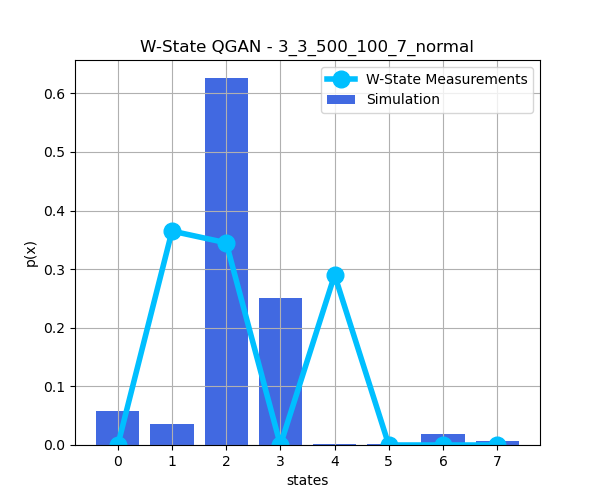 W-State QGAN - 3_3_500_100_7_normal
W-State Measurements
Simulation
0.6
0.5
0.4
0.3
0.2
0.1
0.0
p(x)
0 1 2 3 4 5 6 7
states